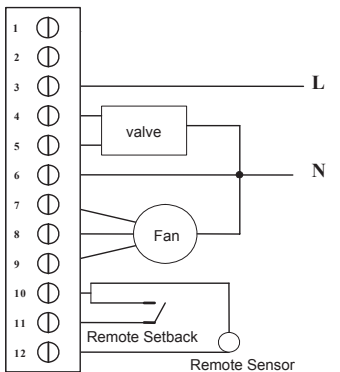 1
2
3 L
4
valve
5
6 N
7
8 Fan
9
10
11
Remote Setback
12
Remote Sensor